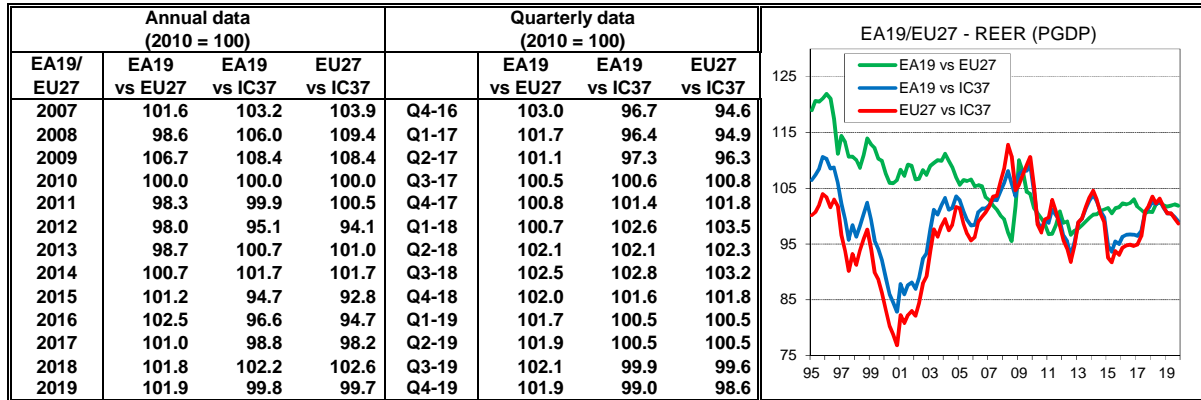 Annual data Quarterly data
(2010 = 100) (2010 = 100)
EA19/ EA19 EA19 EU27 EA19 EA19 EU27
EU27 vs EU27 vs IC37 vs IC37 vs EU27 vs IC37 vs IC37
2007 101.6 103.2 103.9 Q4-16 103.0 96.7 94.6
2008 98.6 106.0 109.4 Q1-17 101.7 96.4 94.9
2009 106.7 108.4 108.4 Q2-17 101.1 97.3 96.3
2010 100.0 100.0 100.0 Q3-17 100.5 100.6 100.8
2011 98.3 99.9 100.5 Q4-17 100.8 101.4 101.8
2012 98.0 95.1 94.1 Q1-18 100.7 102.6 103.5
2013 98.7 100.7 101.0 Q2-18 102.1 102.1 102.3
2014 100.7 101.7 101.7 Q3-18 102.5 102.8 103.2
2015 101.2 94.7 92.8 Q4-18 102.0 101.6 101.8
2016 102.5 96.6 94.7 Q1-19 101.7 100.5 100.5
2017 101.0 98.8 98.2 Q2-19 101.9 100.5 100.5
2018 101.8 102.2 102.6 Q3-19 102.1 99.9 99.6
2019 101.9 99.8 99.7 Q4-19 101.9 99.0 98.6
EA19/EU27 - REER (PGDP)
EA19 vs EU27
EA19 vs IC37
EU27 vs IC37
125
115
105
95
85
75
95 97 99 01 03 05 07 09 11 13 15 17 19